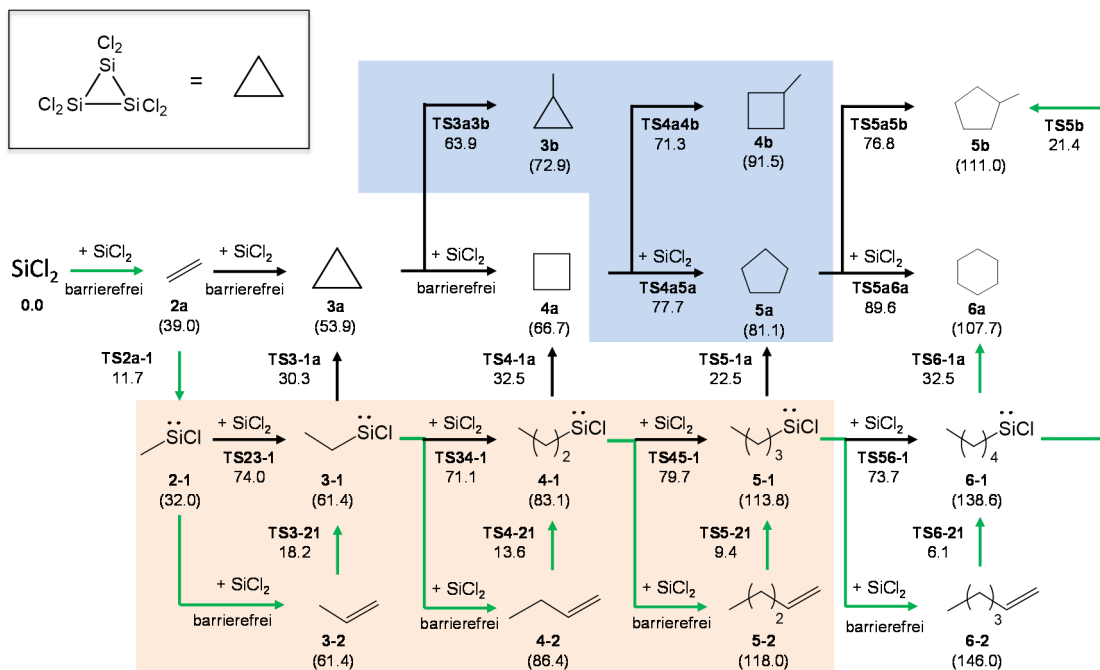 Cl2
Si
Cl2Si
SiCl2
=
TS3a3b
63.9
3b
(72.9)
TS4a4b
71.3
4b
(91.5)
TS5a5b
76.8
5b
(111.0)
TS5b
21.4
SiCl2
0.0
+ SiCl2
barrierefrei
2a
(39.0)
+ SiCl2
barrierefrei
3a
(53.9)
+ SiCl2
barrierefrei
4a
(66.7)
+ SiCl2
TS4a5a
77.7
5a
(81.1)
+ SiCl2
TS5a6a
89.6
6a
(107.7)
TS2a-1
11.7
TS3-1a
30.3
TS4-1a
32.5
TS5-1a
22.5
TS6-1a
32.5
SiCl
2-1
(32.0)
+ SiCl2
TS23-1
74.0
SiCl
3-1
(61.4)
+ SiCl2
TS34-1
71.1
SiCl
( )2
4-1
(83.1)
+ SiCl2
TS45-1
79.7
SiCl
( )3
5-1
(113.8)
+ SiCl2
TS56-1
73.7
SiCl
( )4
6-1
(138.6)
TS3-21
18.2
TS4-21
13.6
TS5-21
9.4
TS6-21
6.1
+ SiCl2
barrierefrei
3-2
(61.4)
+ SiCl2
barrierefrei
4-2
(86.4)
+ SiCl2
barrierefrei
( )2
5-2
(118.0)
+ SiCl2
barrierefrei
( )3
6-2
(146.0)